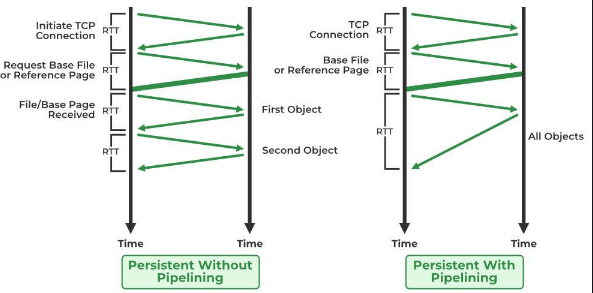 Initiate TCP
Connection
RTT
Request Base File
or Reference Page
RTT
File/Base Page
Received
RTT
First Object
RTT
Second Object
Time
Time
Persistent Without
Pipelining
TCP
Connection
RTT
Base File
or Reference Page
RTT
RTT
All Objects
Time
Time
Persistent With
Pipelining